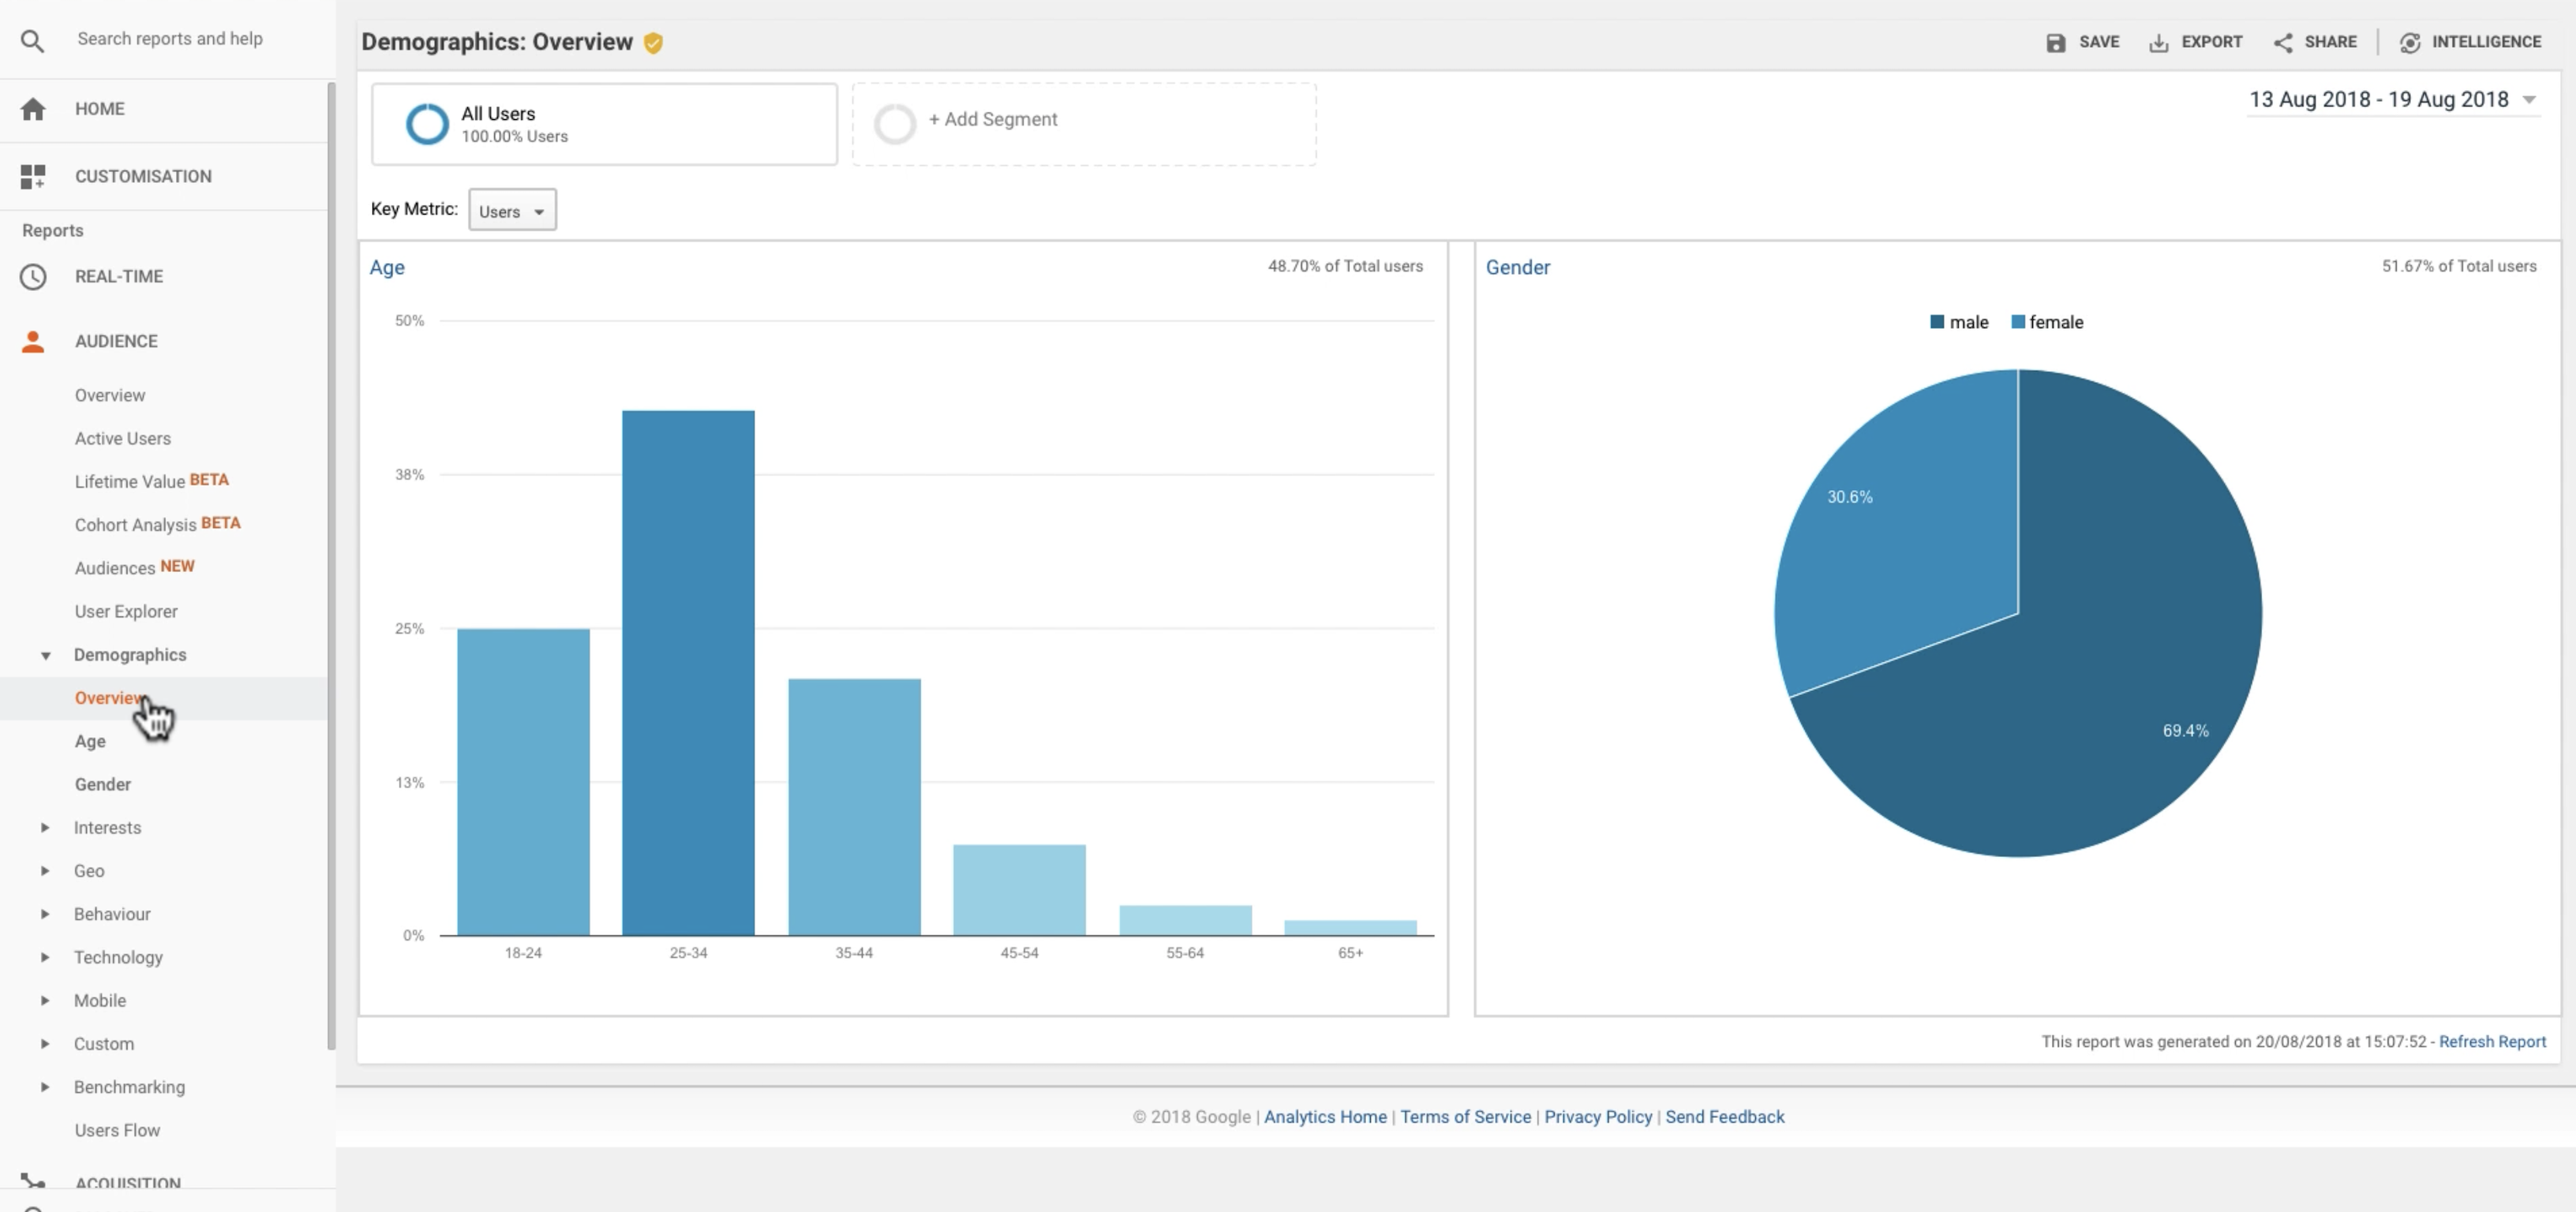 Search reports and help
HOME
CUSTOMISATION
Reports
REAL-TIME
AUDIENCE
Overview
Active Users
Lifetime Value BETA
Cohort Analysis BETA
Audiences NEW
User Explorer
Demographics
Overview
Age
Gender
Interests
Geo
Behaviour
Technology
Mobile
Custom
Benchmarking
Users Flow
ACQUISITION
Demographics: Overview
SAVE
EXPORT
SHARE
INTELLIGENCE
All Users
100.00% Users
+ Add Segment
13 Aug 2018 - 19 Aug 2018
Key Metric:
Users
Age
48.70% of Total users
50%
38%
25%
13%
0%
18-24
25-34
35-44
45-54
55-64
65+
Gender
51.67% of Total users
male
female
30.6%
69.4%
This report was generated on 20/08/2018 at 15:07:52 - Refresh Report
© 2018 Google | Analytics Home | Terms of Service | Privacy Policy | Send Feedback